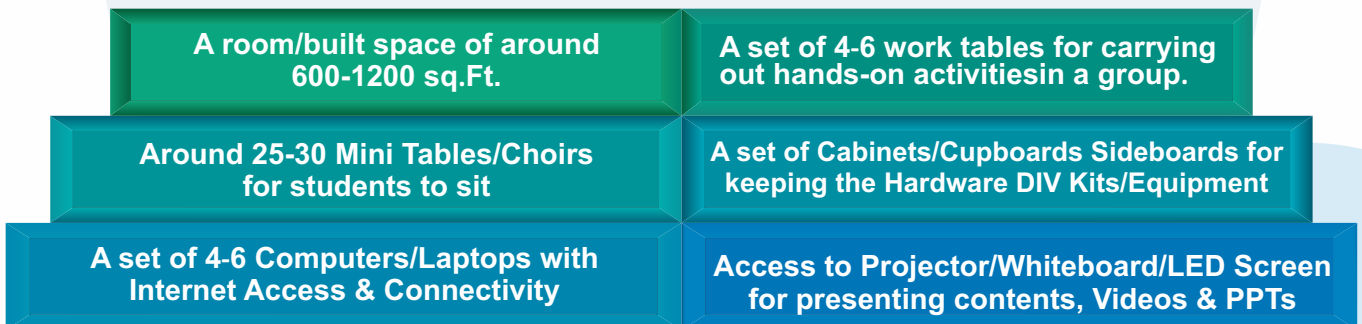 A room/built space of around
600-1200 sq.Ft.
A set of 4-6 work tables for carrying
out hands-on activitiesin a group.
Around 25-30 Mini Tables/Choirs
for students to sit
A set of Cabinets/Cupboards Sideboards for
keeping the Hardware DIV Kits/Equipment
A set of 4-6 Computers/Laptops with
Internet Access & Connectivity
Access to Projector/Whiteboard/LED Screen
for presenting contents, Videos & PPTs